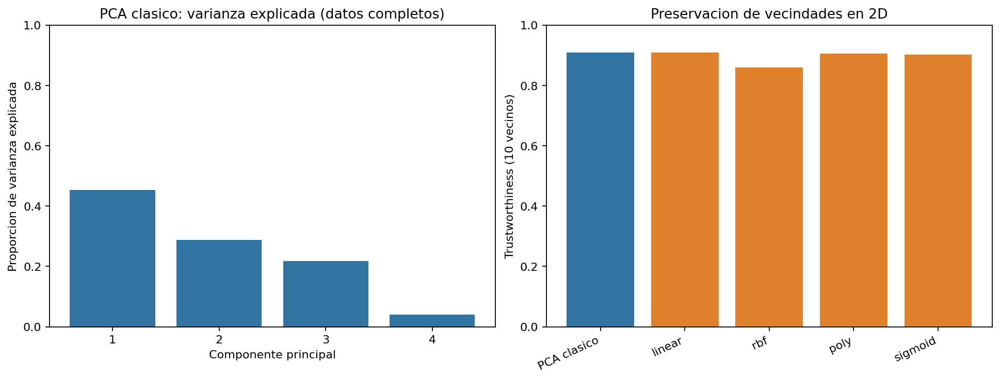 PCA clasico: varianza explicada (datos completos)
Proporcion de varianza explicada
1.0
0.8
0.6
0.4
0.2
0.0
1 2 3 4
Componente principal
Preservacion de vecindades en 2D
Trustworthiness (10 vecinos)
1.0
0.8
0.6
0.4
0.2
0.0
PCA clasico linear rbf poly sigmoid